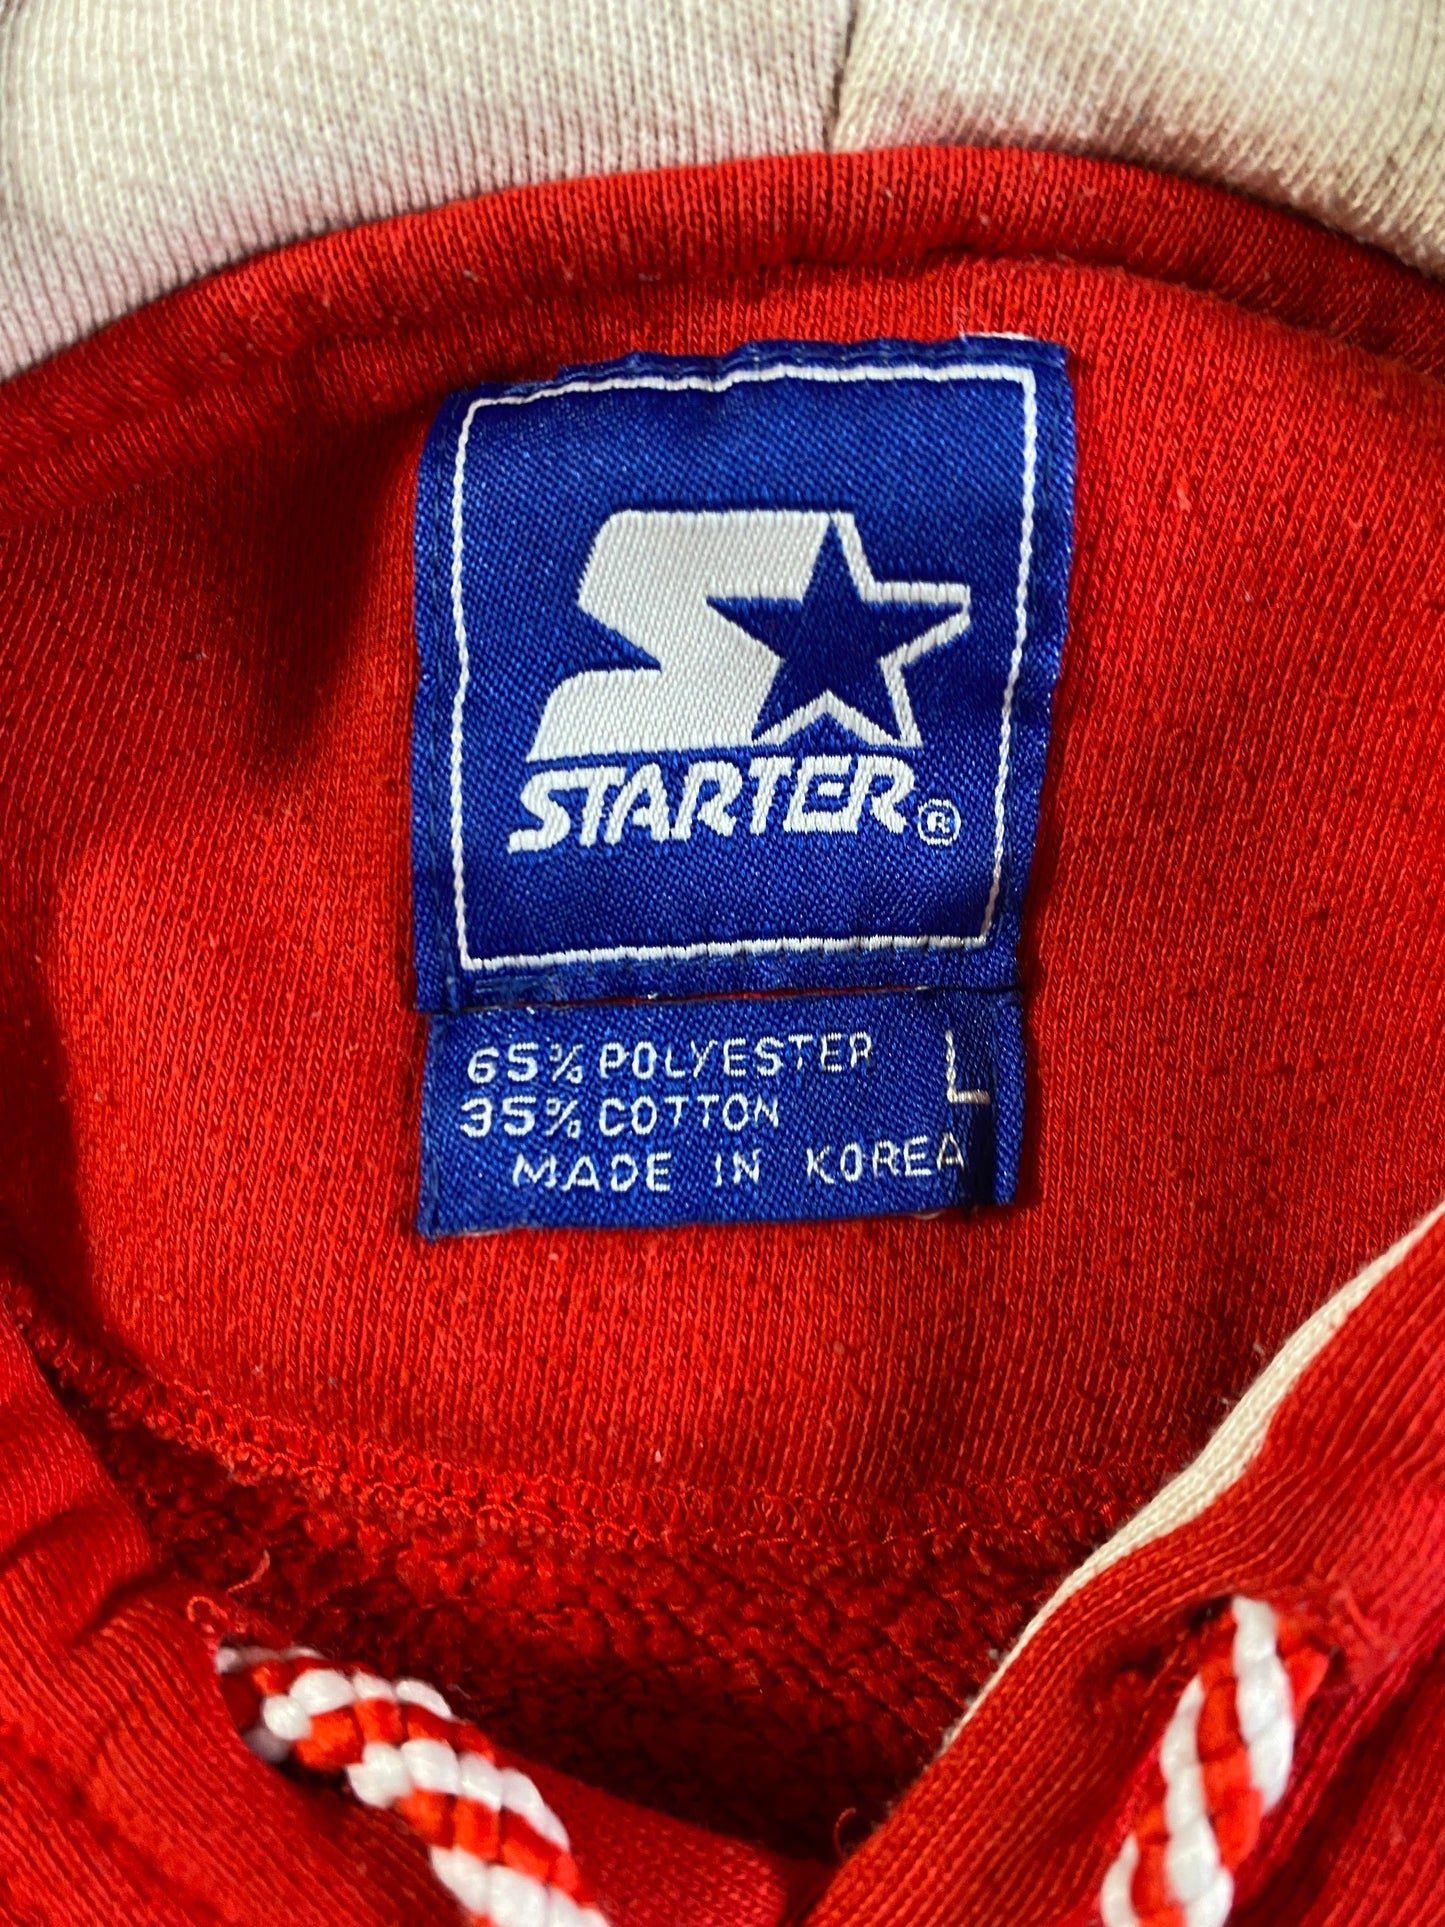 STARTER®
65% POLYESTER L
35% COTTON
MADE IN KOREA